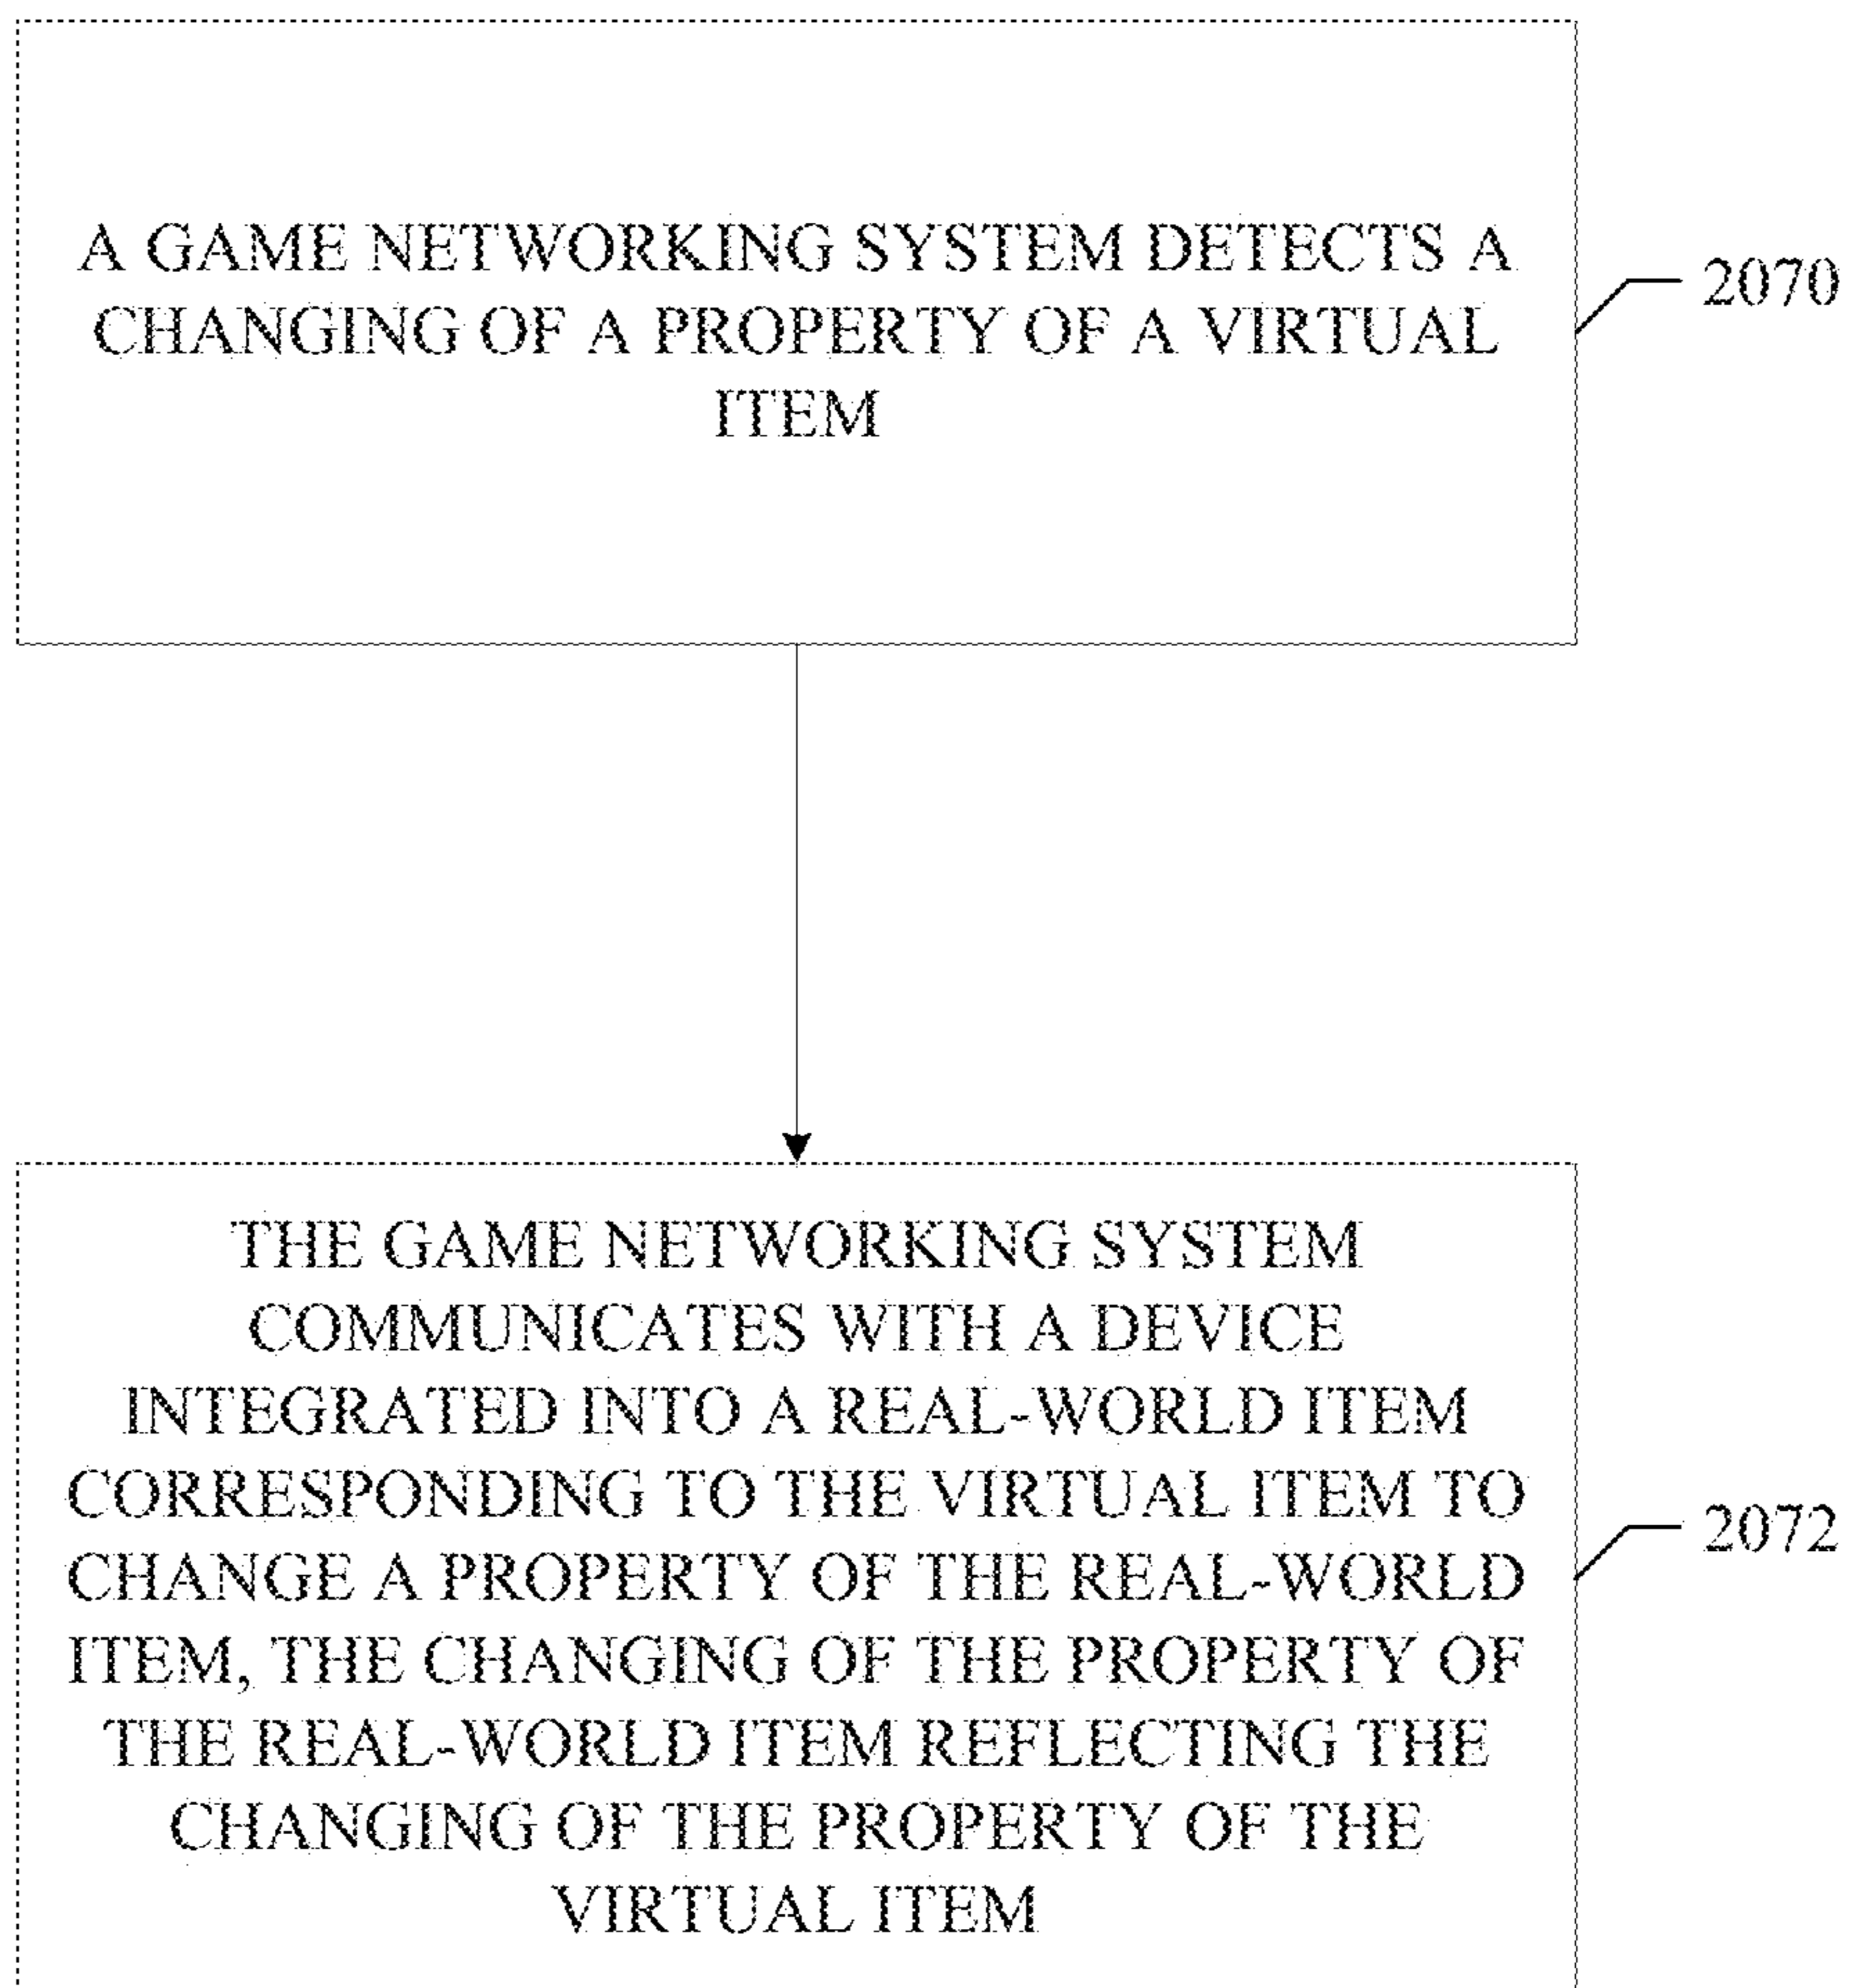 A GAME NETWORKING SYSTEM DETECTS A
CHANGING OF A PROPERTY OF A VIRTUAL
ITEM
2070
THE GAME NETWORKING SYSTEM
COMMUNICATES WITH A DEVICE
INTEGRATED INTO A REAL-WORLD ITEM
CORRESPONDING TO THE VIRTUAL ITEM TO
CHANGE A PROPERTY OF THE REAL-WORLD
ITEM, THE CHANGING OF THE PROPERTY OF
THE REAL-WORLD ITEM REFLECTING THE
CHANGING OF THE PROPERTY OF THE
VIRTUAL ITEM
2072